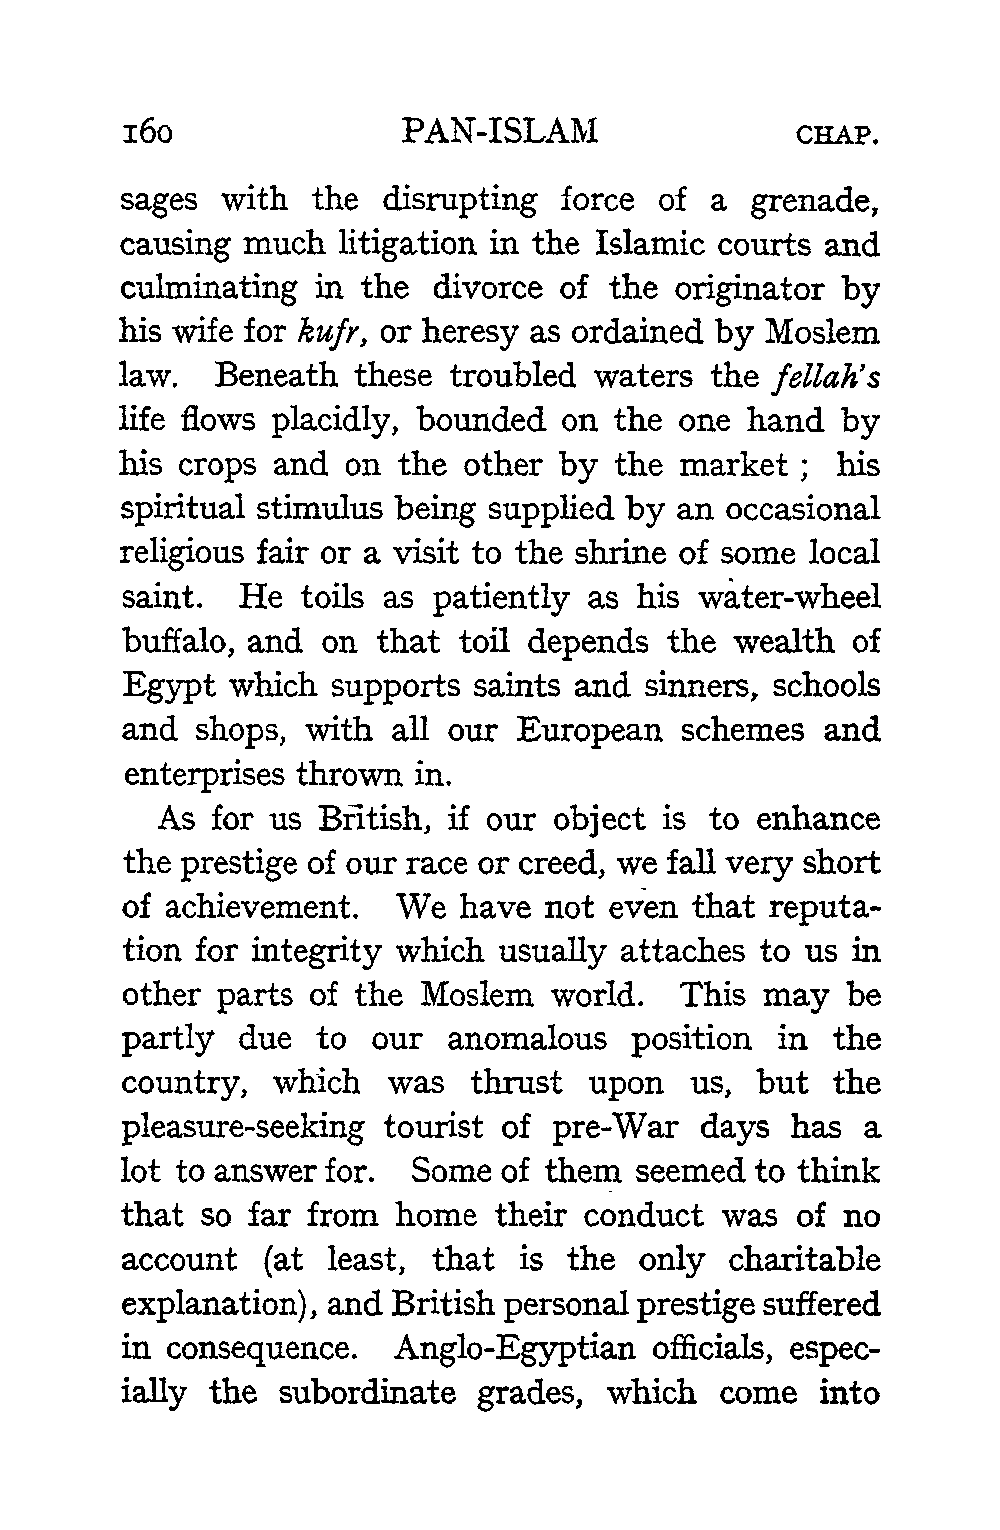 160 PAN-ISLAM CHAP.
sages with the disrupting force of a grenade,
causing much litigation in the Islamic courts and
culminating in the divorce of the originator by
his wife for kufr, or heresy as ordained by Moslem
law. Beneath these troubled waters the fellah's
life flows placidly, bounded on the one hand by
his crops and on the other by the market ; his
spiritual stimulus being supplied by an occasional
religious fair or a visit to the shrine of some local
saint. He toils as patiently as his water-wheel
buffalo, and on that toil depends the wealth of
Egypt which supports saints and sinners, schools
and shops, with all our European schemes and
enterprises thrown in.
As for us British, if our object is to enhance
the prestige of our race or creed, we fall very short
of achievement. We have not even that reputa-
tion for integrity which usually attaches to us in
other parts of the Moslem world. This may be
partly due to our anomalous position in the
country, which was thrust upon us, but the
pleasure-seeking tourist of pre-War days has a
lot to answer for. Some of them seemed to think
that so far from home their conduct was of no
account (at least, that is the only charitable
explanation), and British personal prestige suffered
in consequence. Anglo-Egyptian officials, espec-
ially the subordinate grades, which come into